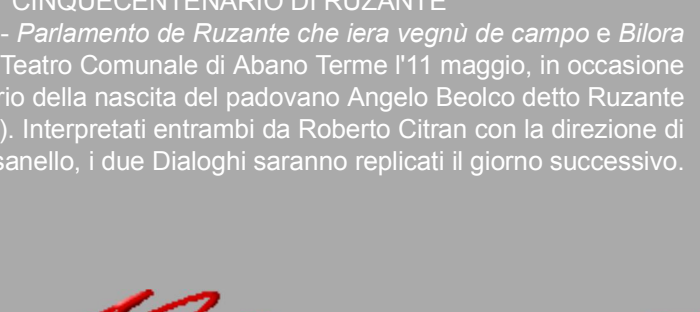 CINQUECENTENARIO DI RUZANTE
- Parlamento de Ruzante che iera vegnù de campo e Bilora
Teatro Comunale di Abano Terme l'11 maggio, in occasione
della nascita del padovano Angelo Beolco detto Ruzante
). Interpretati entrambi da Roberto Citran con la direzione di
i due Dialoghi saranno replicati il giorno successivo.